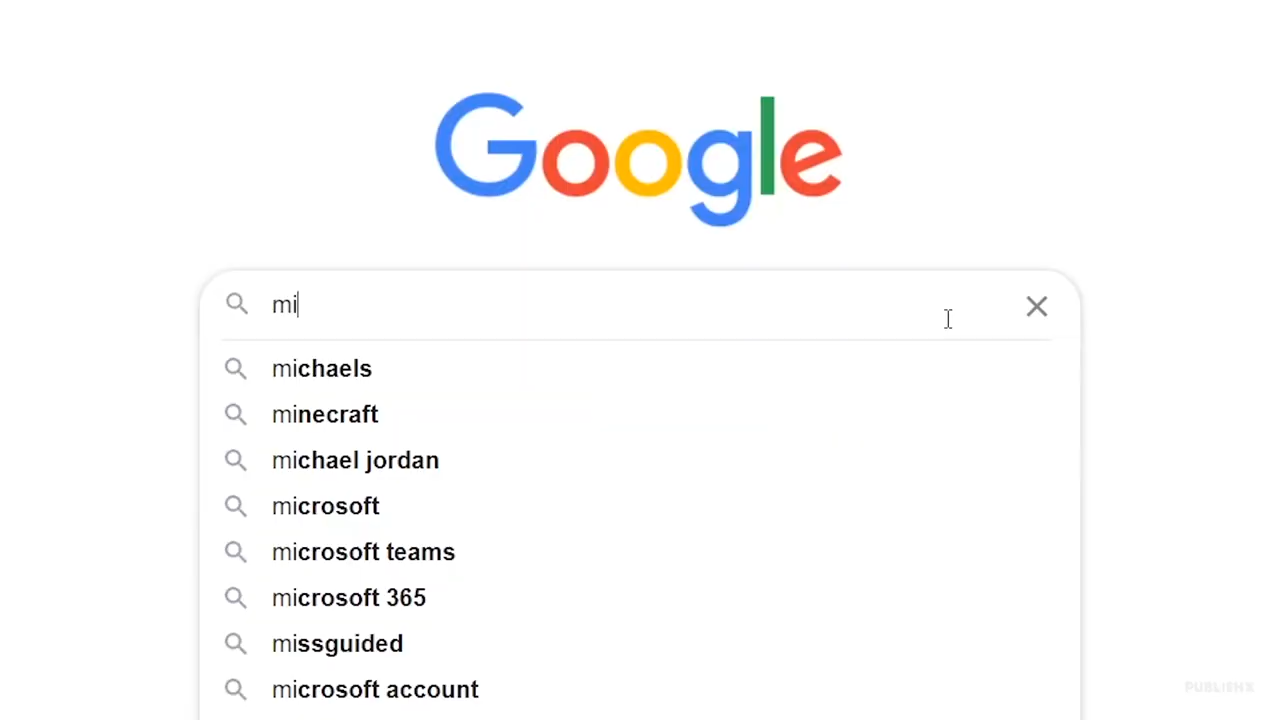 Google
mi
michaels
minecraft
michael jordan
microsoft
microsoft teams
microsoft 365
missguided
microsoft account